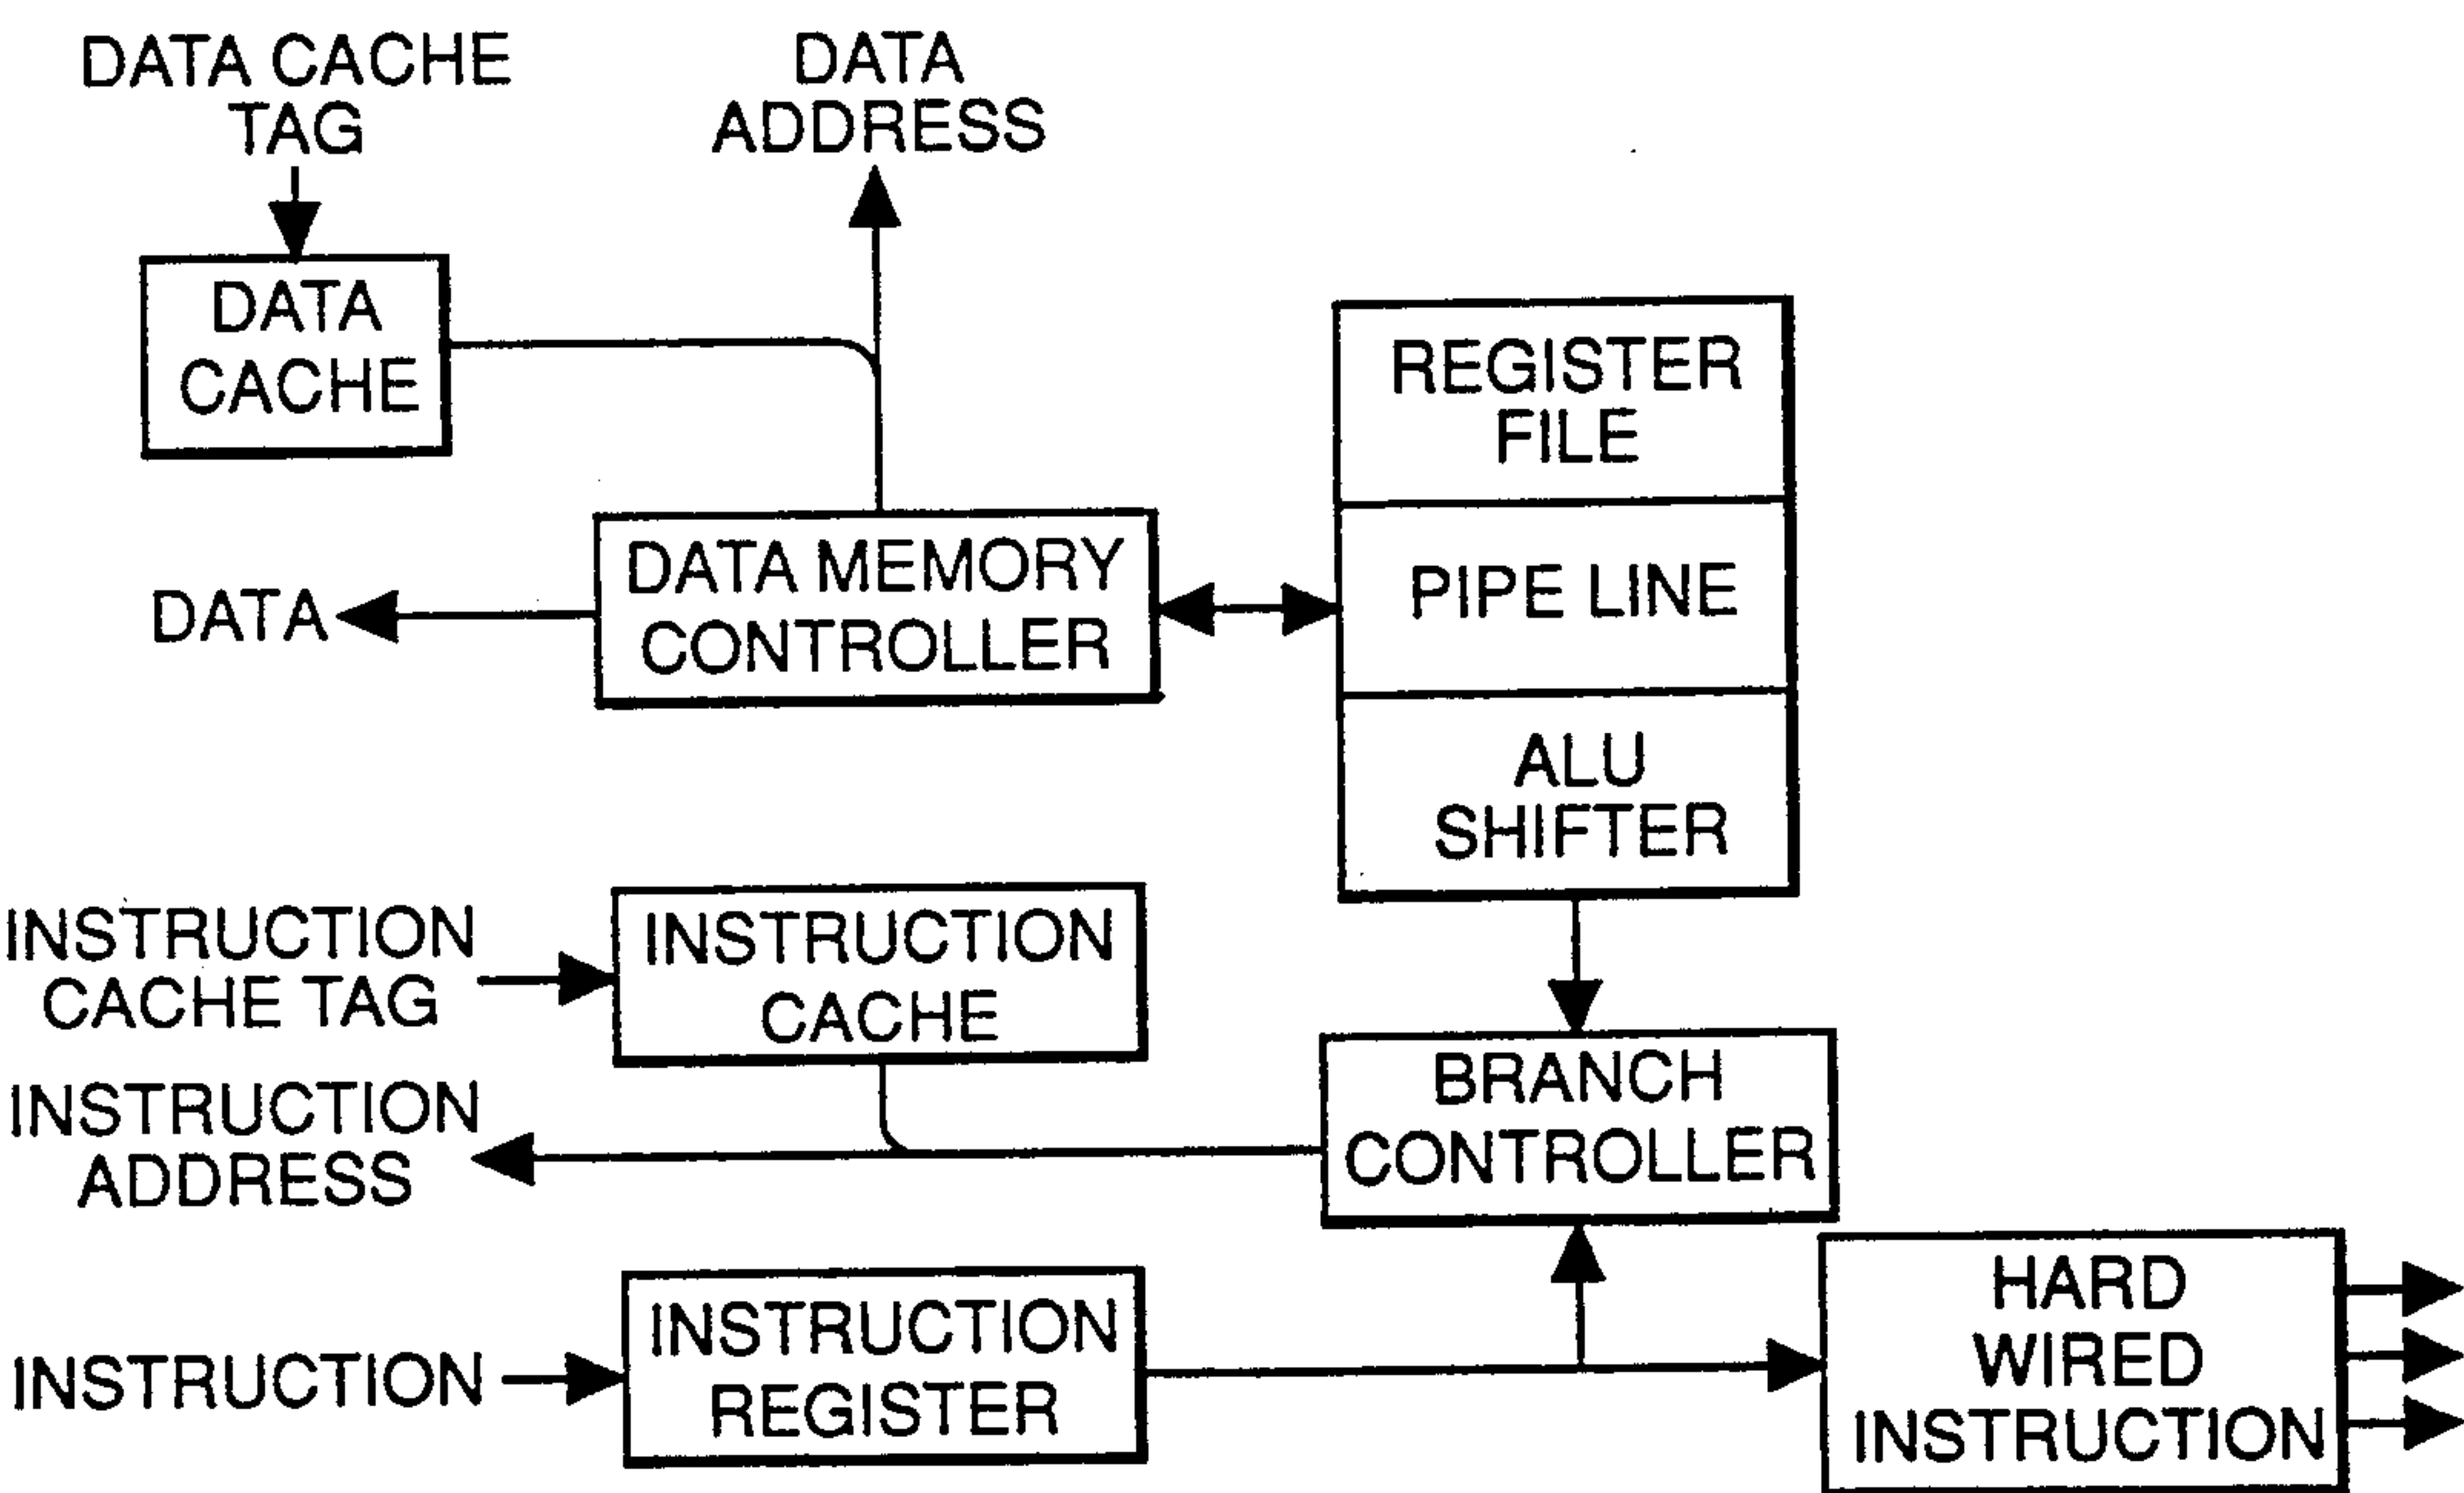 DATA CACHE
TAG
DATA
ADDRESS
DATA
CACHE
REGISTER
FILE
DATA MEMORY
CONTROLLER
DATA
PIPE LINE
ALU
SHIFTER
INSTRUCTION
CACHE TAG
INSTRUCTION
CACHE
INSTRUCTION
ADDRESS
BRANCH
CONTROLLER
INSTRUCTION
INSTRUCTION
REGISTER
HARD
WIRED
INSTRUCTION